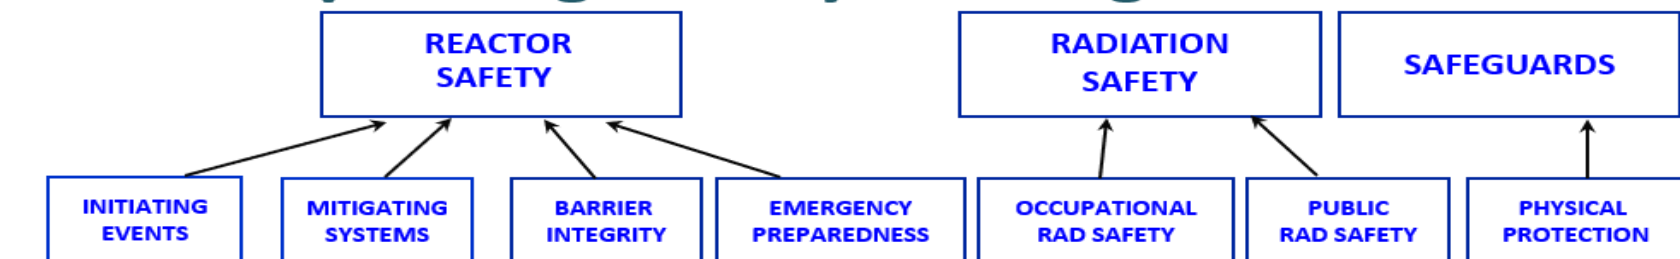 REACTOR
SAFETY
RADIATION
SAFETY
SAFEGUARDS
INITIATING
EVENTS
MITIGATING
SYSTEMS
BARRIER
INTEGRITY
EMERGENCY
PREPAREDNESS
OCCUPATIONAL
RAD SAFETY
PUBLIC
RAD SAFETY
PHYSICAL
PROTECTION